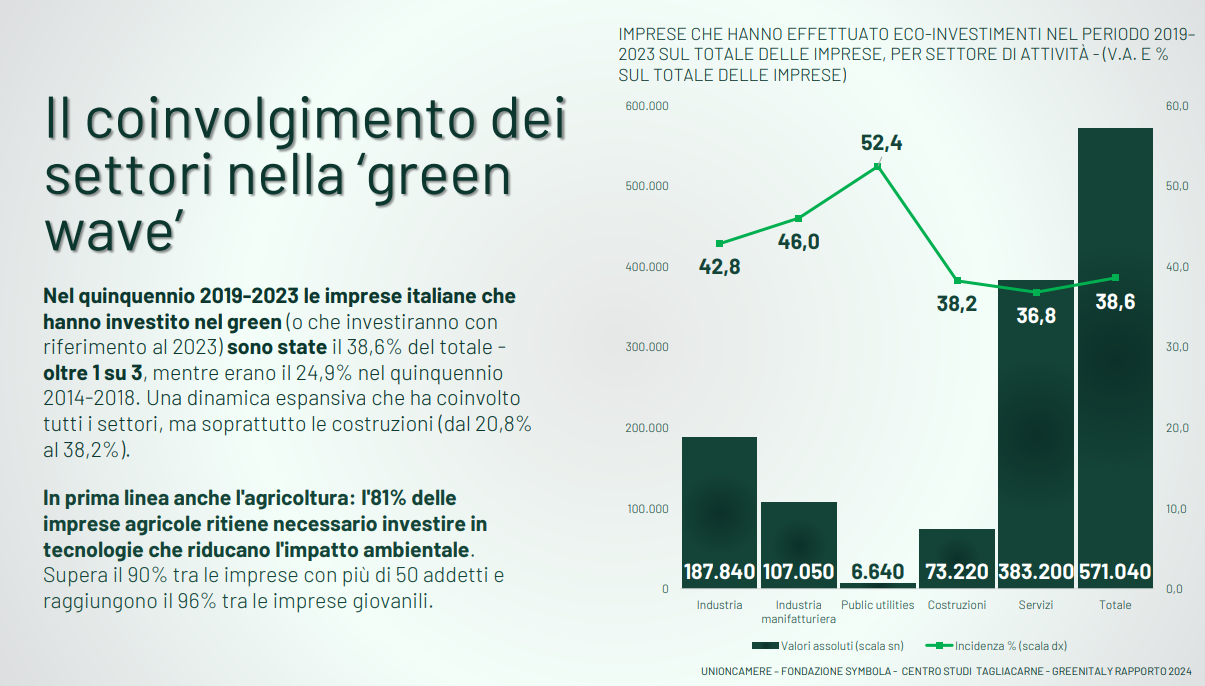 Il coinvolgimento dei
settori nella ‘green
wave’
Nel quinquennio 2019-2023 le imprese italiane che
hanno investito nel green (o che investiranno con
riferimento al 2023) sono state il 38,6% del totale -
oltre 1 su 3, mentre erano il 24,9% nel quinquennio
2014-2018. Una dinamica espansiva che ha coinvolto
tutti i settori, ma soprattutto le costruzioni (dal 20,8%
al 38,2%).
In prima linea anche l'agricoltura: l'81% delle
imprese agricole ritiene necessario investire in
tecnologie che riducano l'impatto ambientale.
Supera il 90% tra le imprese con più di 50 addetti e
raggiungono il 96% tra le imprese giovanili.
IMPRESE CHE HANNO EFFETTUATO ECO-INVESTIMENTI NEL PERIODO 2019–
2023 SUL TOTALE DELLE IMPRESE, PER SETTORE DI ATTIVITÀ - (V.A. E %
SUL TOTALE DELLE IMPRESE)
600.000 60,0
52,4
500.000 50,0
46,0
42,8
400.000 40,0
38,2 36,8 38,6
300.000 30,0
200.000 20,0
100.000 10,0
187.840 107.050 6.640 73.220 383.200 571.040
0 0,0
Industria Industria Public utilities Costruzioni Servizi Totale
manifatturiera
Valori assoluti (scala sn) Incidenza % (scala dx)
UNIONCAMERE – FONDAZIONE SYMBOLA - CENTRO STUDI TAGLIACARNE - GREENITALY RAPPORTO 2024